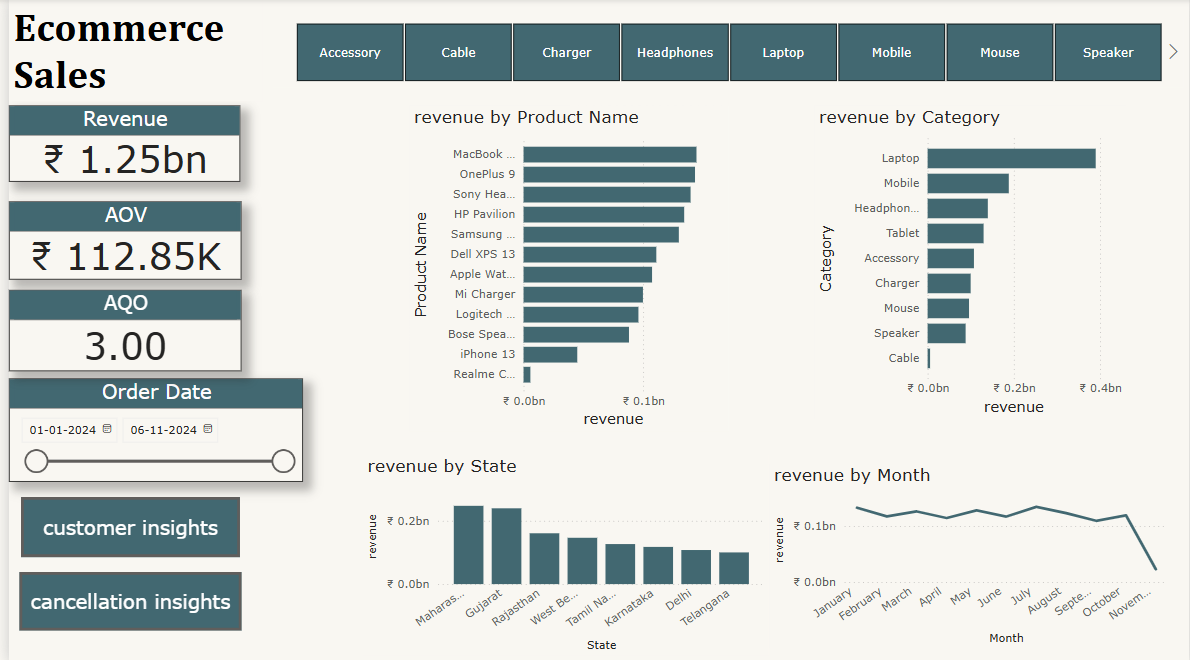 Ecommerce
Sales
Accessory
Cable
Charger
Headphones
Laptop
Mobile
Mouse
Speaker
Revenue
₹ 1.25bn
AOV
₹ 112.85K
AQO
3.00
Order Date
01-01-2024
06-11-2024
customer insights
cancellation insights
revenue by Product Name
Product Name
MacBook ...
OnePlus 9
Sony Hea...
HP Pavilion
Samsung ...
Dell XPS 13
Apple Wat...
Mi Charger
Logitech ...
Bose Spea...
iPhone 13
Realme C...
₹ 0.0bn
₹ 0.1bn
revenue
revenue by Category
Category
Laptop
Mobile
Headphon...
Tablet
Accessory
Charger
Mouse
Speaker
Cable
₹ 0.0bn
₹ 0.2bn
₹ 0.4bn
revenue
revenue by State
revenue
₹ 0.2bn
₹ 0.0bn
Maharas...
Gujarat
Rajasthan
West Be...
Tamil Na...
Karnataka
Delhi
Telangana
State
revenue by Month
revenue
₹ 0.1bn
₹ 0.0bn
January
February
March
April
May
June
July
August
Septe...
October
Novem...
Month